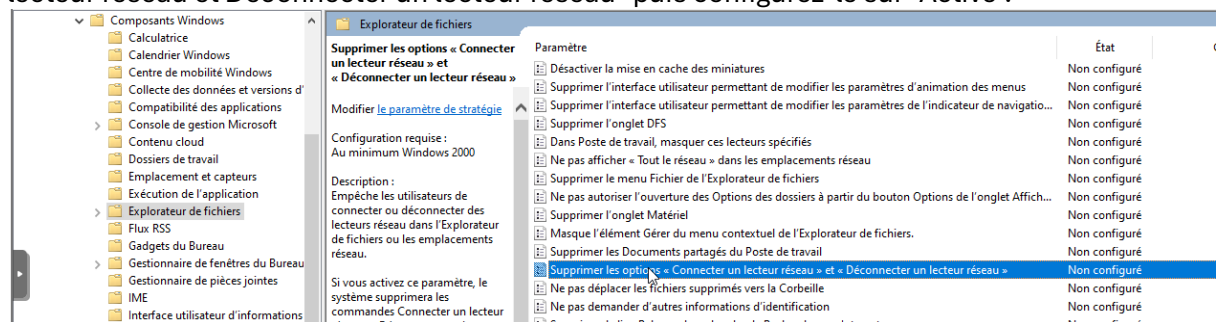 lecteur réseau et Déconnecter un lecteur réseau" puis configurez-le sur "Activé".
Composants Windows
Calculatrice
Calendrier Windows
Centre de mobilité Windows
Collecte des données et versions d'
Compatibilité des applications
Console de gestion Microsoft
Contenu cloud
Dossiers de travail
Emplacement et capteurs
Exécution de l'application
Explorateur de fichiers
Flux RSS
Gadgets du Bureau
Gestionnaire de fenêtres du Bureau
Gestionnaire de pièces jointes
IME
Interface utilisateur d'informations
Explorateur de fichiers
Supprimer les options « Connecter
un lecteur réseau » et
« Déconnecter un lecteur réseau »
Modifier le paramètre de stratégie
Configuration requise :
Au minimum Windows 2000
Description :
Empêche les utilisateurs de
connecter ou déconnecter des
lecteurs réseau dans l'Explorateur
de fichiers ou les emplacements
réseau.
Si vous activez ce paramètre, le
système supprimera les
commandes Connecter un lecteur
Paramètre État
Désactiver la mise en cache des miniatures Non configuré
Supprimer l'interface utilisateur permettant de modifier les paramètres d'animation des menus Non configuré
Supprimer l'interface utilisateur permettant de modifier les paramètres de l'indicateur de navigatio... Non configuré
Supprimer l'onglet DFS Non configuré
Dans Poste de travail, masquer ces lecteurs spécifiés Non configuré
Ne pas afficher « Tout le réseau » dans les emplacements réseau Non configuré
Supprimer le menu Fichier de l'Explorateur de fichiers Non configuré
Ne pas autoriser l'ouverture des Options des dossiers à partir du bouton Options de l'onglet Affich... Non configuré
Supprimer l'onglet Matériel Non configuré
Masque l'élément Gérer du menu contextuel de l'Explorateur de fichiers. Non configuré
Supprimer les Documents partagés du Poste de travail Non configuré
Supprimer les options « Connecter un lecteur réseau » et « Déconnecter un lecteur réseau » Non configuré
Ne pas déplacer les fichiers supprimés vers la Corbeille Non configuré
Ne pas demander d'autres informations d'identification Non configuré